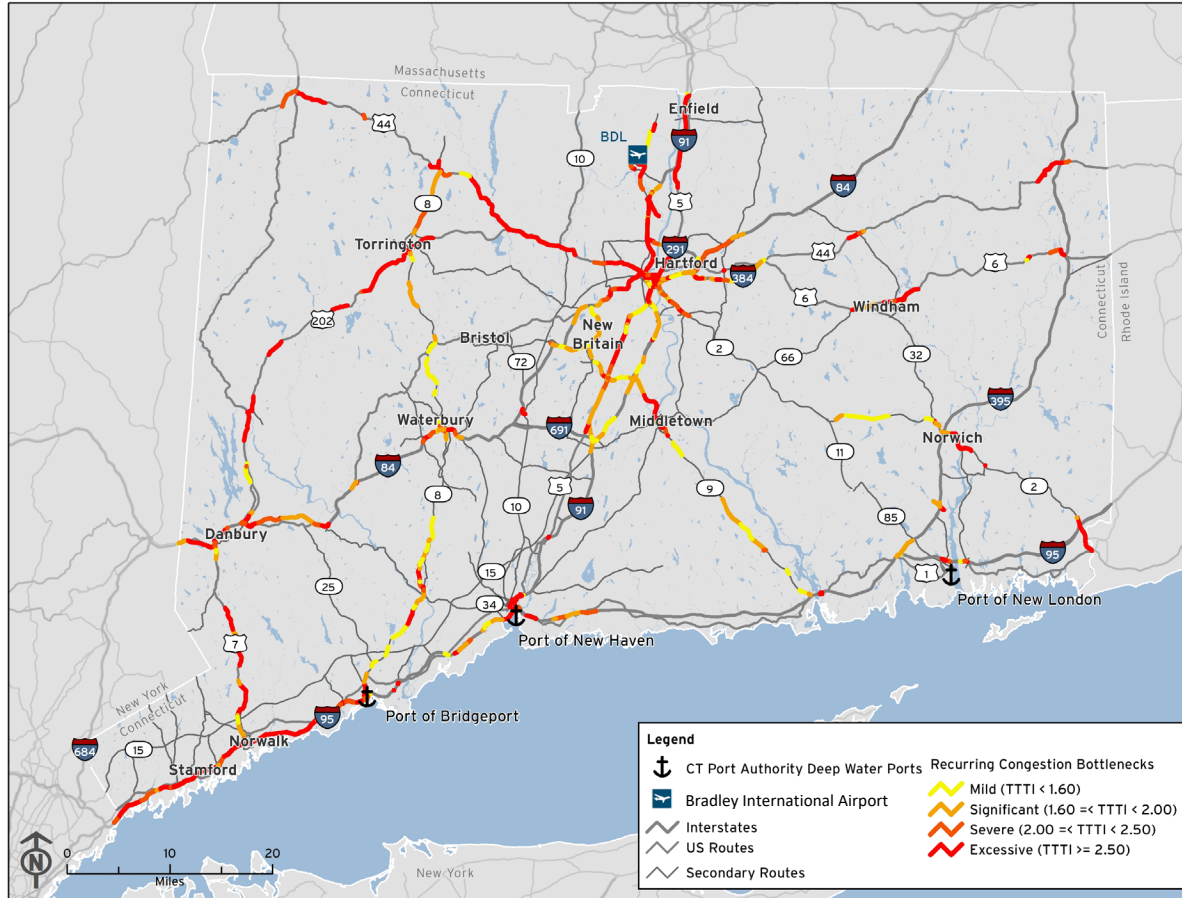 Massachusetts
Connecticut
Enfield
BDL
44
10
91
84
8
5
Torrington
291
Hartford
44
384
6
Connecticut
Rhode Island
202
6
Windham
New
Britain
Bristol
2
72
66
32
395
Waterbury
691
Middletown
Norwich
84
11
5
9
2
8
10
91
85
Danbury
95
15
1
25
34
Port of New London
Port of New Haven
7
New York
Connecticut
Port of Bridgeport
95
684
15
Norwalk
Stamford
N
0
10
20
Miles
New York
Legend
CT Port Authority Deep Water Ports
Bradley International Airport
Interstates
US Routes
Secondary Routes
Recurring Congestion Bottlenecks
Mild (TTTI < 1.60)
Significant (1.60 =< TTTI < 2.00)
Severe (2.00 =< TTTI < 2.50)
Excessive (TTTI >= 2.50)